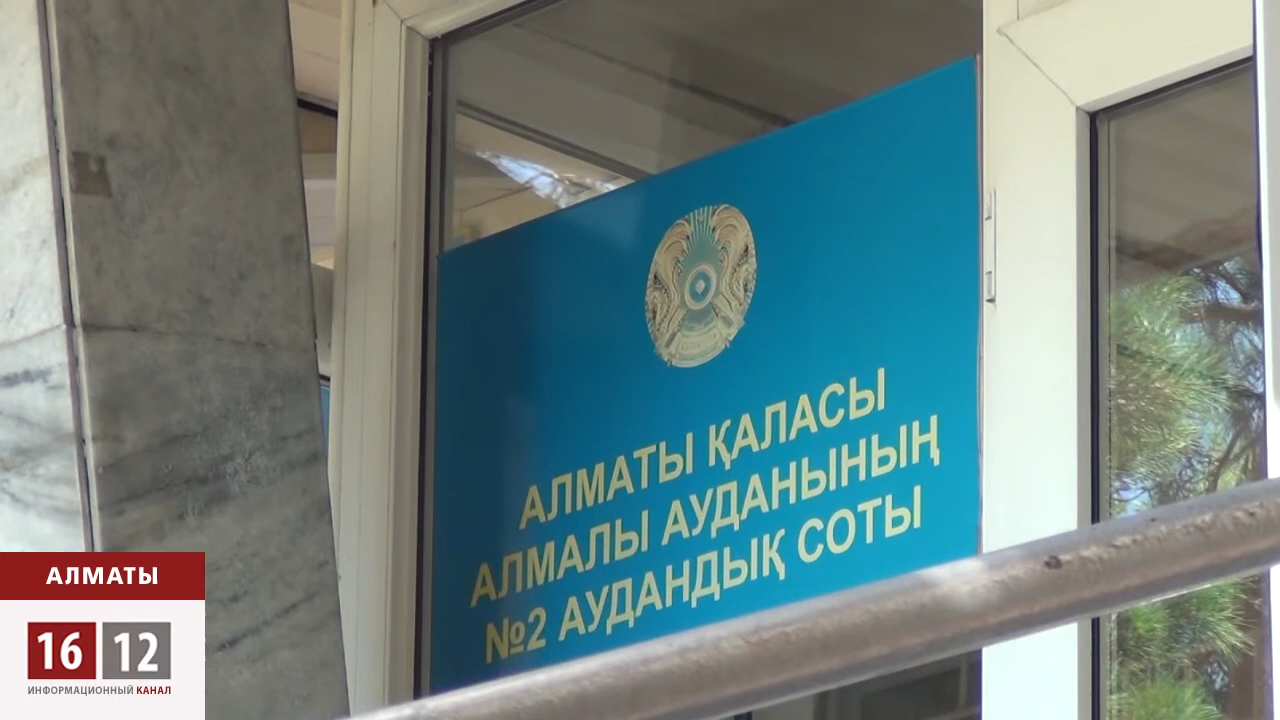 АЛМАТЫ ҚАЛАСЫ
АЛМАЛЫ АУДАНЫНЫҢ
№2 АУДАНДЫҚ СОТЫ
АЛМАТЫ
16 12
ИНФОРМАЦИОННЫЙ КАНАЛ